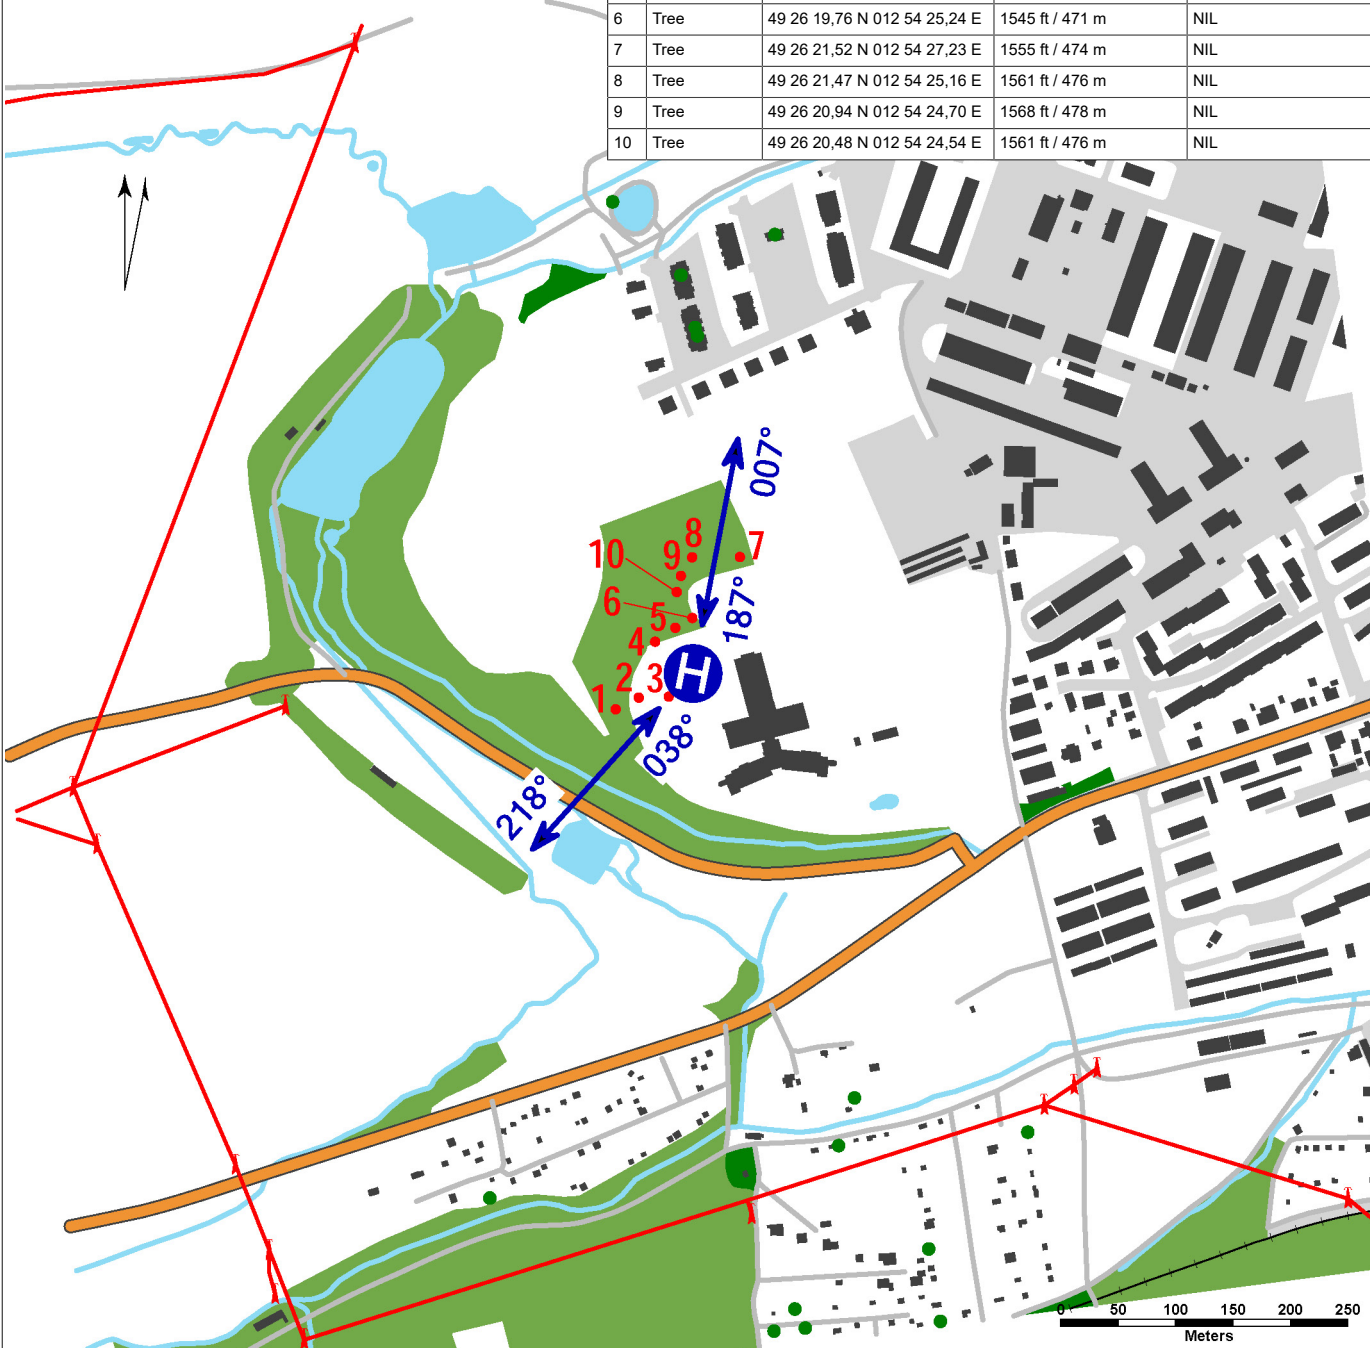 6 Tree 49 26 19,76 N 012 54 25,24 E 1545 ft / 471 m NIL
7 Tree 49 26 21,52 N 012 54 27,23 E 1555 ft / 474 m NIL
8 Tree 49 26 21,47 N 012 54 25,16 E 1561 ft / 476 m NIL
9 Tree 49 26 20,94 N 012 54 24,70 E 1568 ft / 478 m NIL
10 Tree 49 26 20,48 N 012 54 24,54 E 1561 ft / 476 m NIL
007°
8
7
9
10
6
187°
5
4
H
2
3
1
038°
218°
0 50 100 150 200 250
Meters